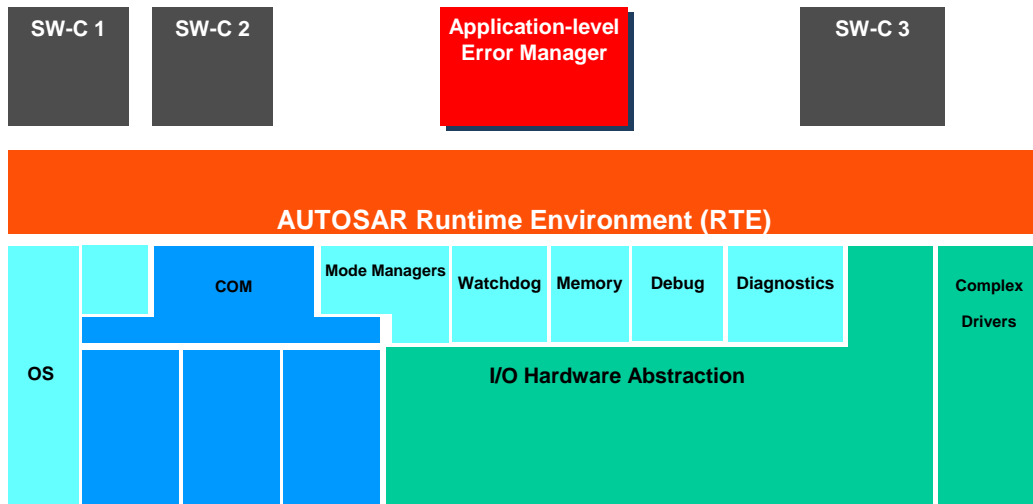 SW-C 1
SW-C 2
Application-level
Error Manager
SW-C 3
AUTOSAR Runtime Environment (RTE)
COM
Mode Managers
Watchdog
Memory
Debug
Diagnostics
Complex
Drivers
OS
I/O Hardware Abstraction